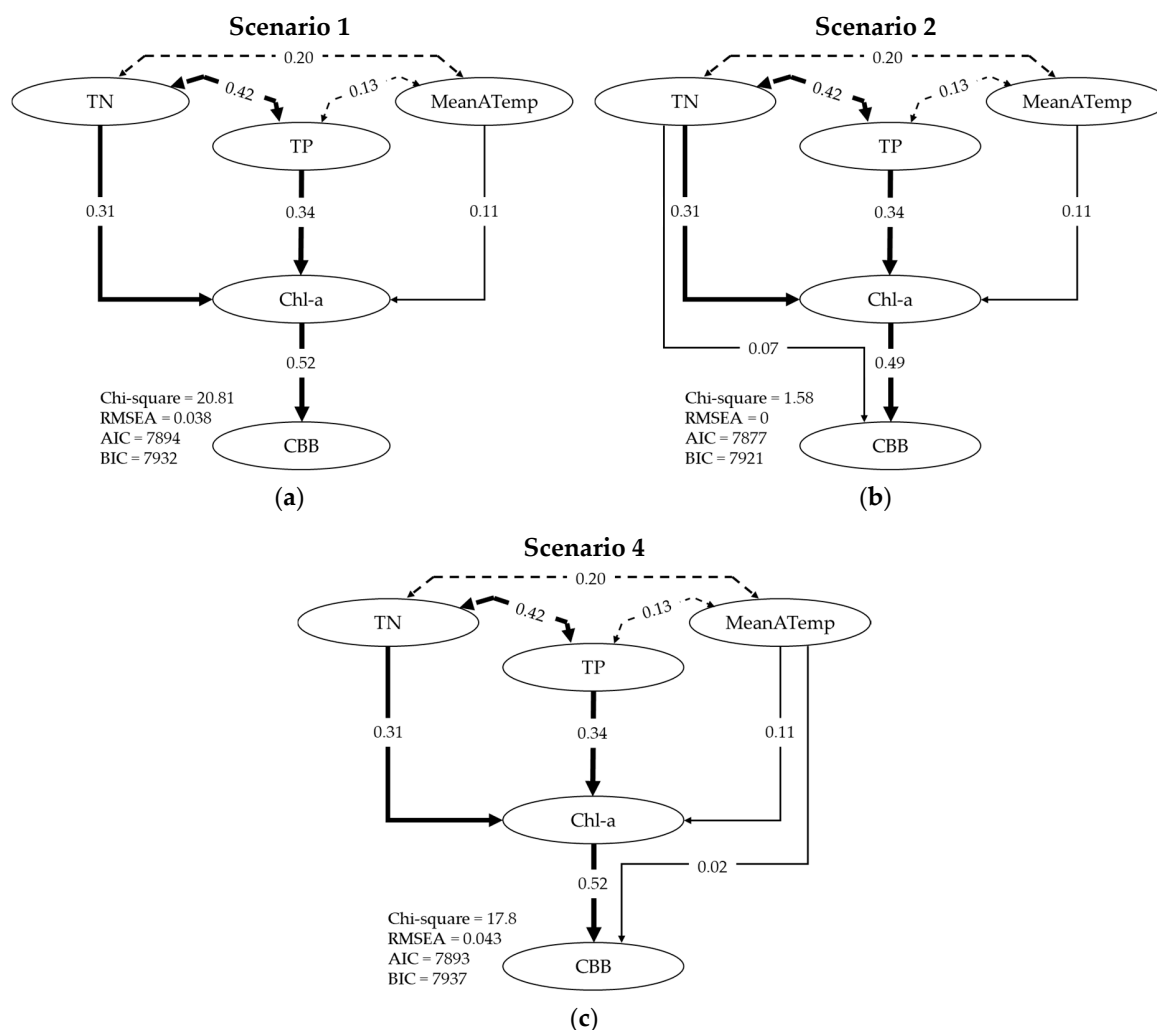 Scenario 1
0.20
TN
0.42
0.13
MeanATemp
TP
0.31
0.34
0.11
Chl-a
0.52
Chi-square = 20.81
RMSEA = 0.038
AIC = 7894
BIC = 7932
CBB
(a)
Scenario 2
0.20
TN
0.42
0.13
MeanATemp
TP
0.31
0.34
0.11
Chl-a
0.07
0.49
Chi-square = 1.58
RMSEA = 0
AIC = 7877
BIC = 7921
CBB
(b)
Scenario 4
0.20
TN
0.42
0.13
MeanATemp
TP
0.31
0.34
0.11
Chl-a
0.02
0.52
Chi-square = 17.8
RMSEA = 0.043
AIC = 7893
BIC = 7937
CBB
(c)